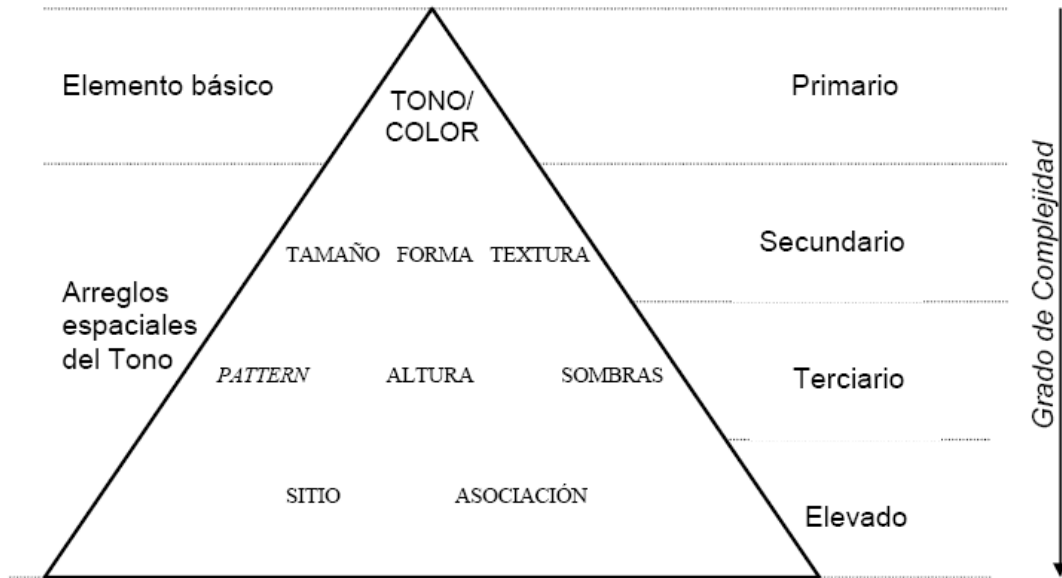 Elemento básico
TONO/
COLOR
Primario
TAMAÑO FORMA TEXTURA
Secundario
Arreglos
espaciales
del Tono
PATTERN ALTURA SOMBRAS
Terciario
SITIO ASOCIACIÓN
Elevado
Grado de Complejidad